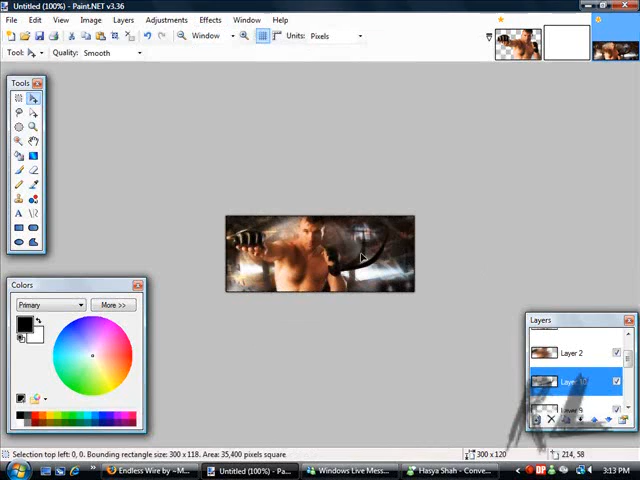 Untitled (100%) - Paint.NET v3.36
File Edit View Image Layers Adjustments Effects Window Help
Window Units: Pixels
Tool: Quality: Smooth
Tools
Colors
Primary More >>
Layers
Layer 2
Layer 10
Layer 9
Selection top left: 0, 0. Bounding rectangle size: 300 x 118. Area: 35,400 pixels square
300 x 120
214, 58
Endless Wire by ~M...
Untitled (100%) - Pa...
Windows Live Mess...
Hasya Shah - Conve...
3:13 PM